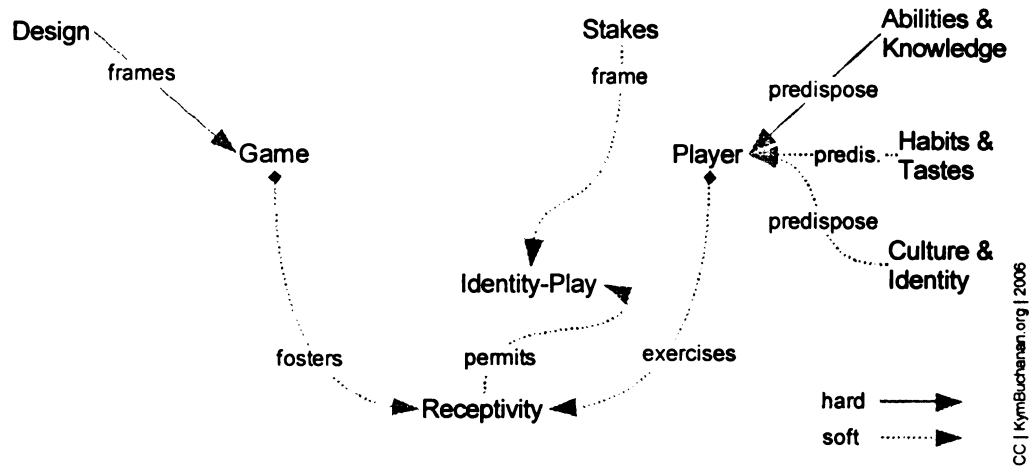 Design
Stakes
Abilities &
Knowledge
frames
frame
predispose
Game
Player
predis.
Habits &
Tastes
predispose
Culture &
Identity
Identity-Play
fosters
permits
exercises
Receptivity
hard
soft
CC | KymBuchanan.org | 2006